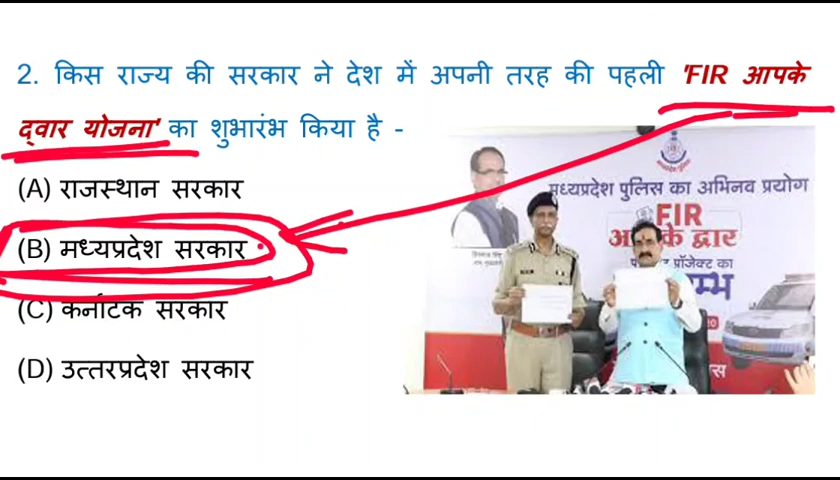 2. किस राज्य की सरकार ने देश में अपनी तरह की पहली 'FIR आपके
द्वार योजना' का शुभारंभ किया है -
(A) राजस्थान सरकार
(B) मध्यप्रदेश सरकार
(C) कर्नाटक सरकार
(D) उत्तरप्रदेश सरकार
मध्यप्रदेश पुलिस का अभिनव प्रयोग
FIR
आपके द्वार
प्रॉजेक्ट का